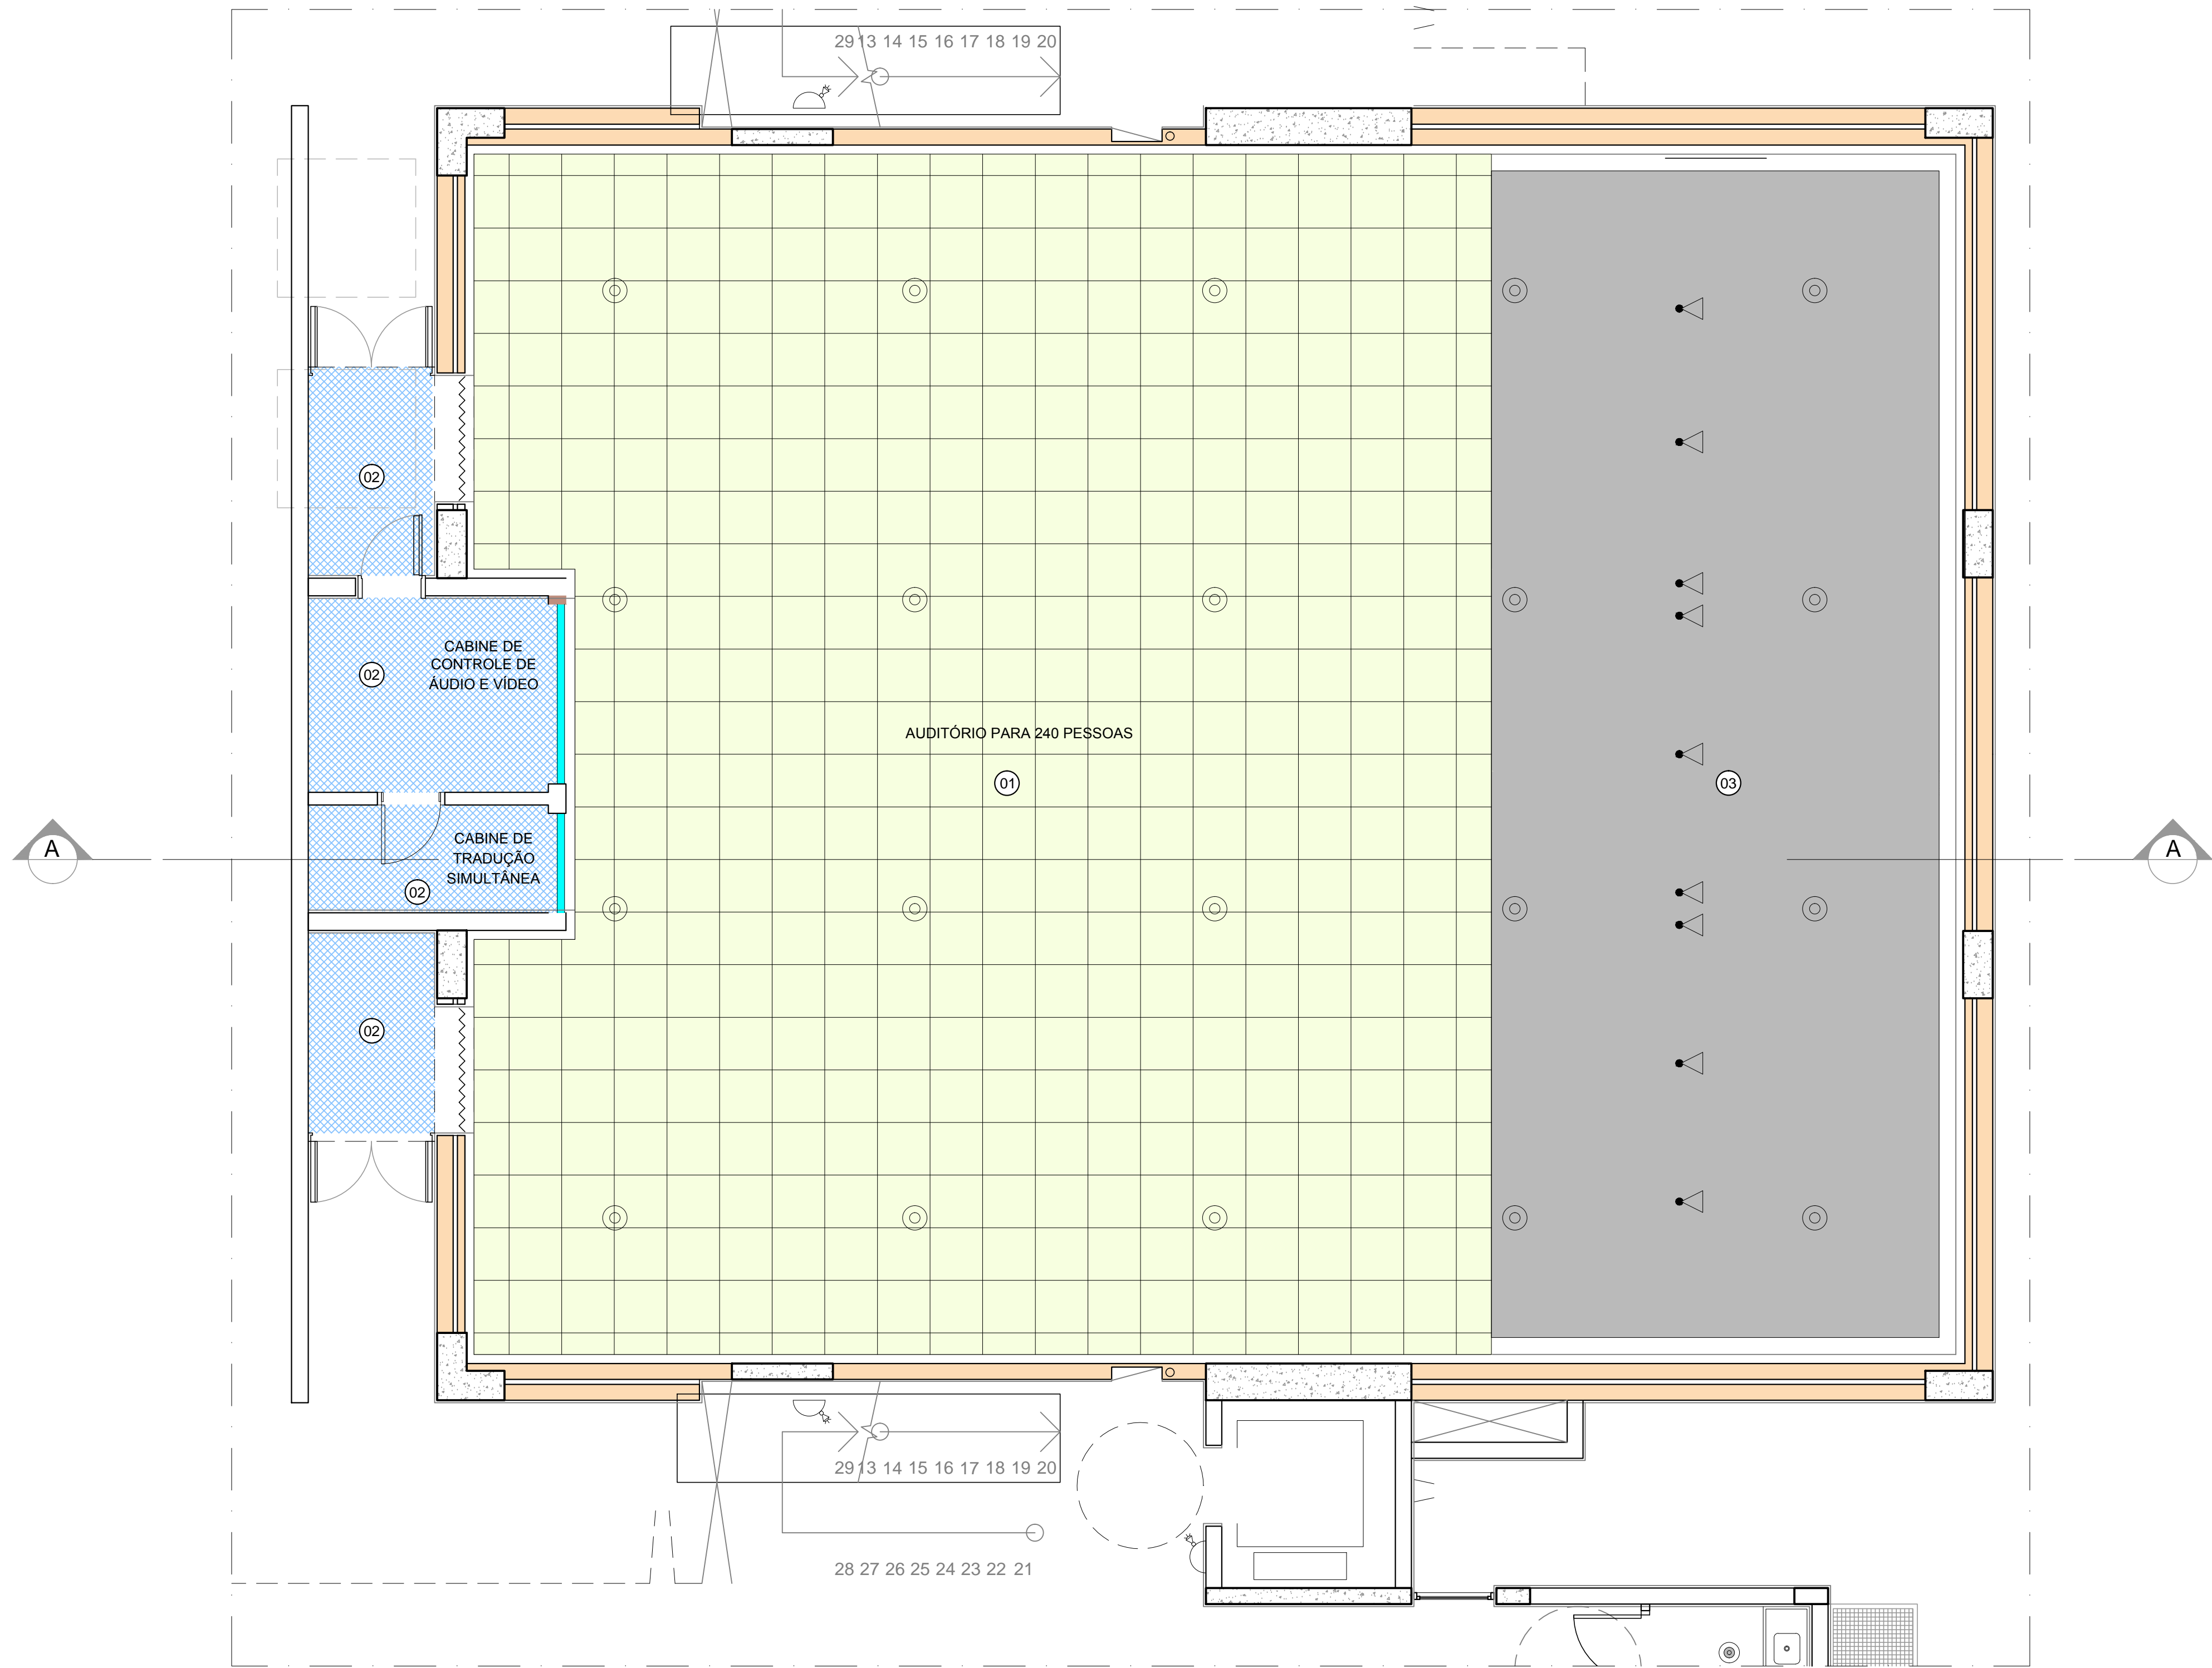 29 13 14 15 16 17 18 19 20
02
CABINE DE
CONTROLE DE
ÁUDIO E VÍDEO
02
AUDITÓRIO PARA 240 PESSOAS
01
03
CABINE DE
TRADUÇÃO
SIMULTÂNEA
02
A
A
02
29 13 14 15 16 17 18 19 20
28 27 26 25 24 23 22 21